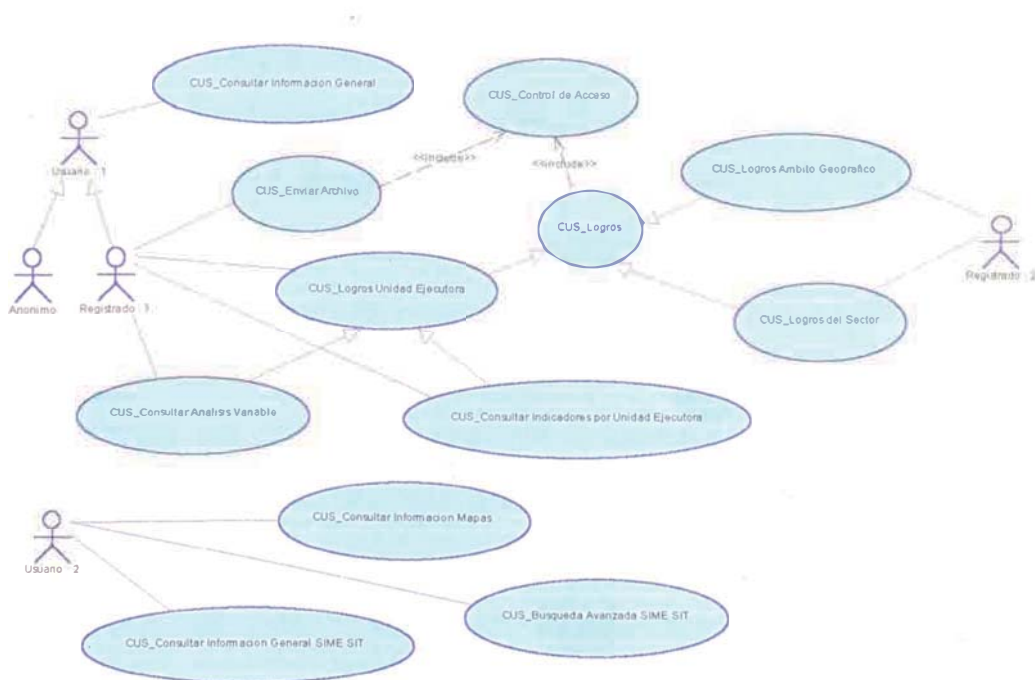 CUS_Consultar Informacion General
CUS_Control de Acceso
Usuario : 1
<<include>>
<<include>>
CUS_Enviar Archivo
CUS_Logros Ambito Geografico
CUS_Logros
Anonimo
Registrado : 1
CUS_Logros Unidad Ejecutora
Registrado : 2
CUS_Logros del Sector
CUS_Consultar Analisis Variable
CUS_Consultar Indicadores por Unidad Ejecutora
CUS_Consultar Informacion Mapas
Usuario : 2
CUS_Busqueda Avanzada SIME SIT
CUS_Consultar Informacion General SIME SIT